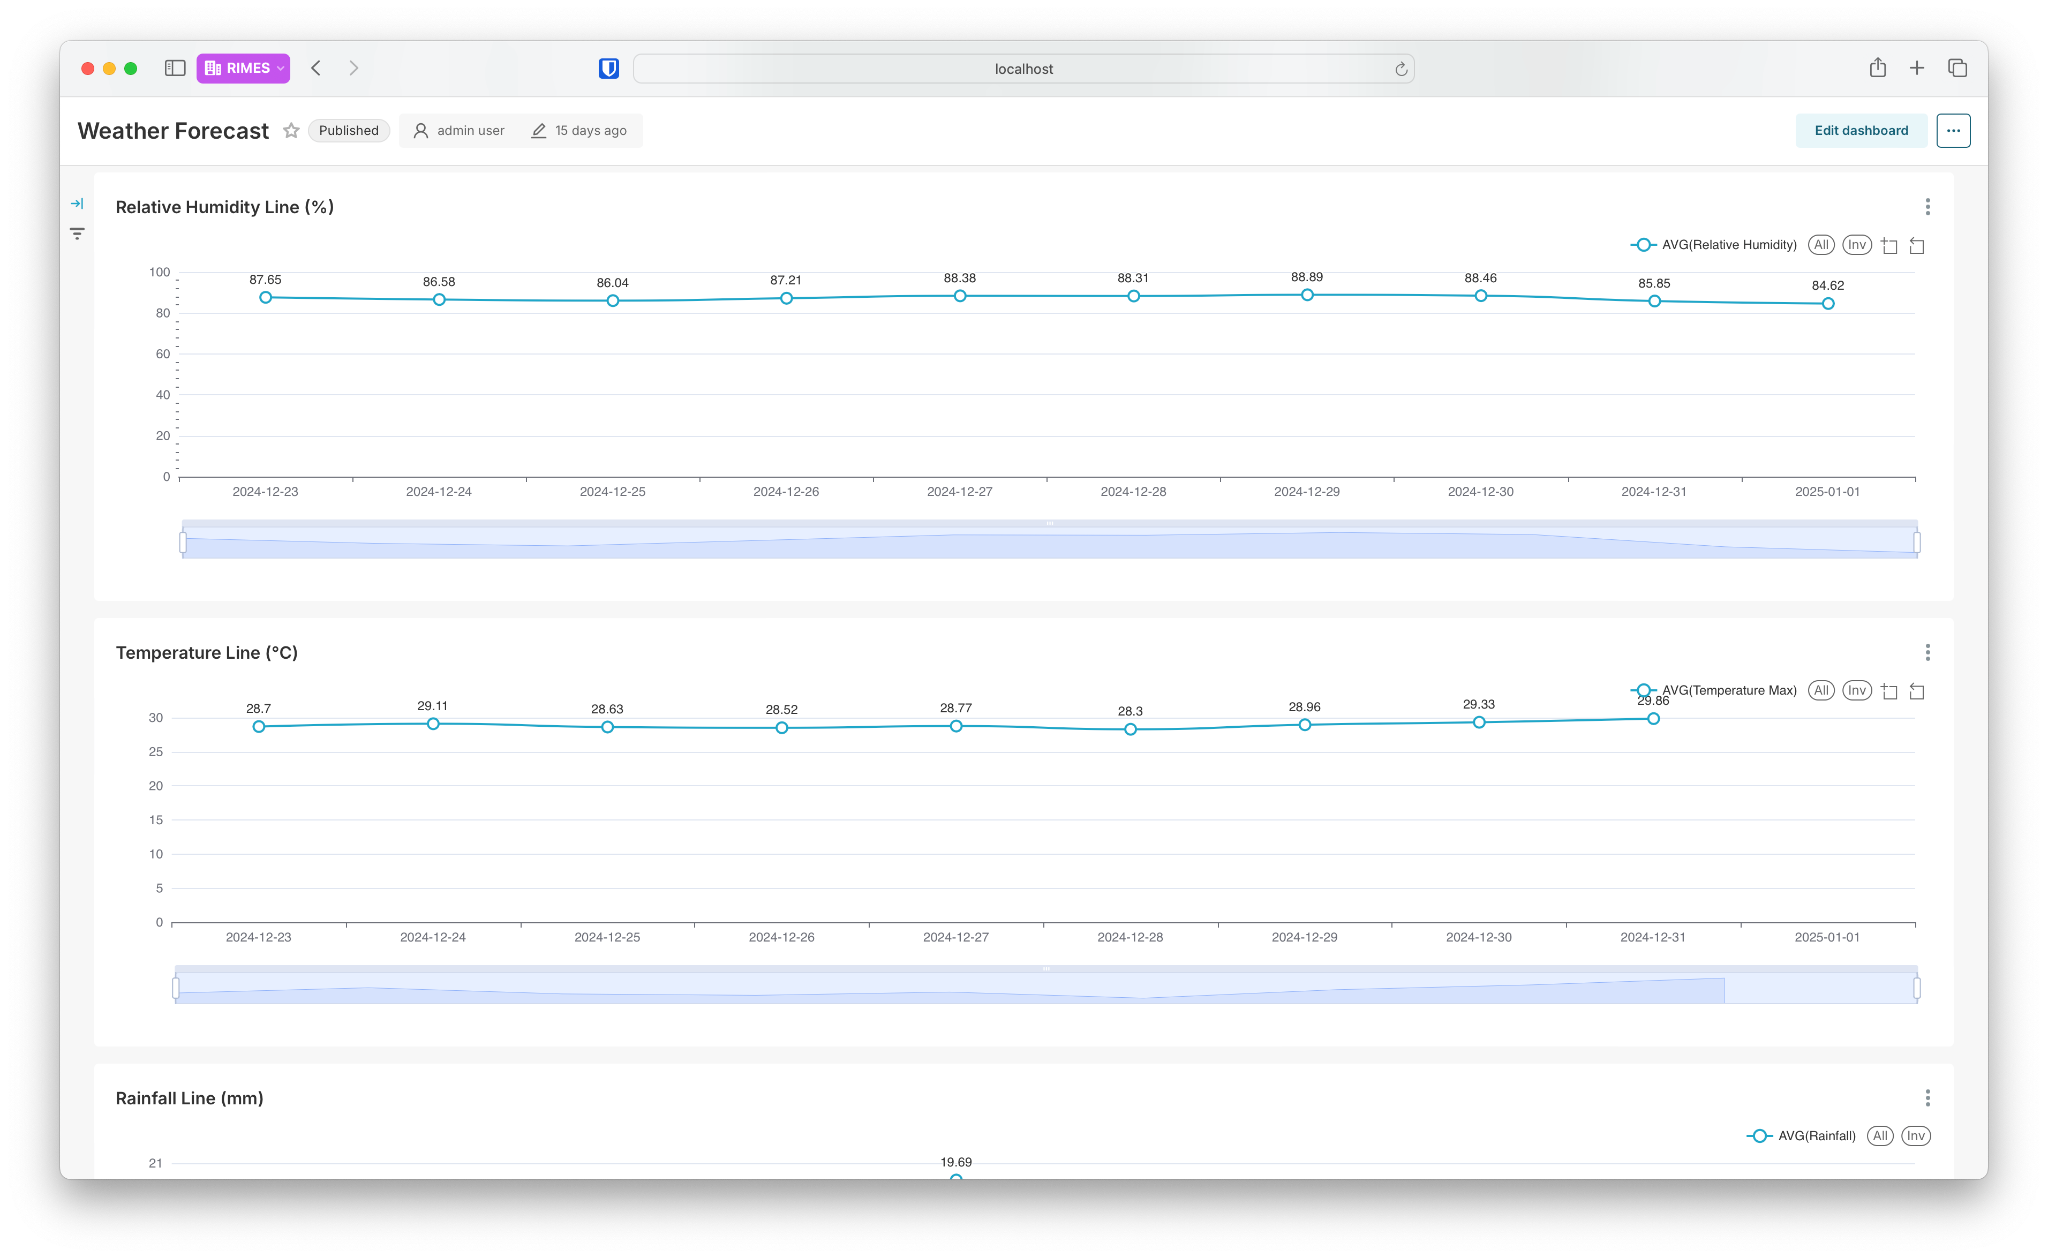 RIMES
localhost
Weather Forecast Published admin user 15 days ago Edit dashboard
Relative Humidity Line (%)
AVG(Relative Humidity) All Inv
100
87.65 86.58 86.04 87.21 88.38 88.31 88.89 88.46 85.85 84.62
80
60
40
20
0
2024-12-23 2024-12-24 2024-12-25 2024-12-26 2024-12-27 2024-12-28 2024-12-29 2024-12-30 2024-12-31 2025-01-01
Temperature Line (°C)
AVG(Temperature Max) All Inv
28.7 29.11 28.63 28.52 28.77 28.3 28.96 29.33 29.86
30
25
20
15
10
5
0
2024-12-23 2024-12-24 2024-12-25 2024-12-26 2024-12-27 2024-12-28 2024-12-29 2024-12-30 2024-12-31 2025-01-01
Rainfall Line (mm)
AVG(Rainfall) All Inv
21 19.69